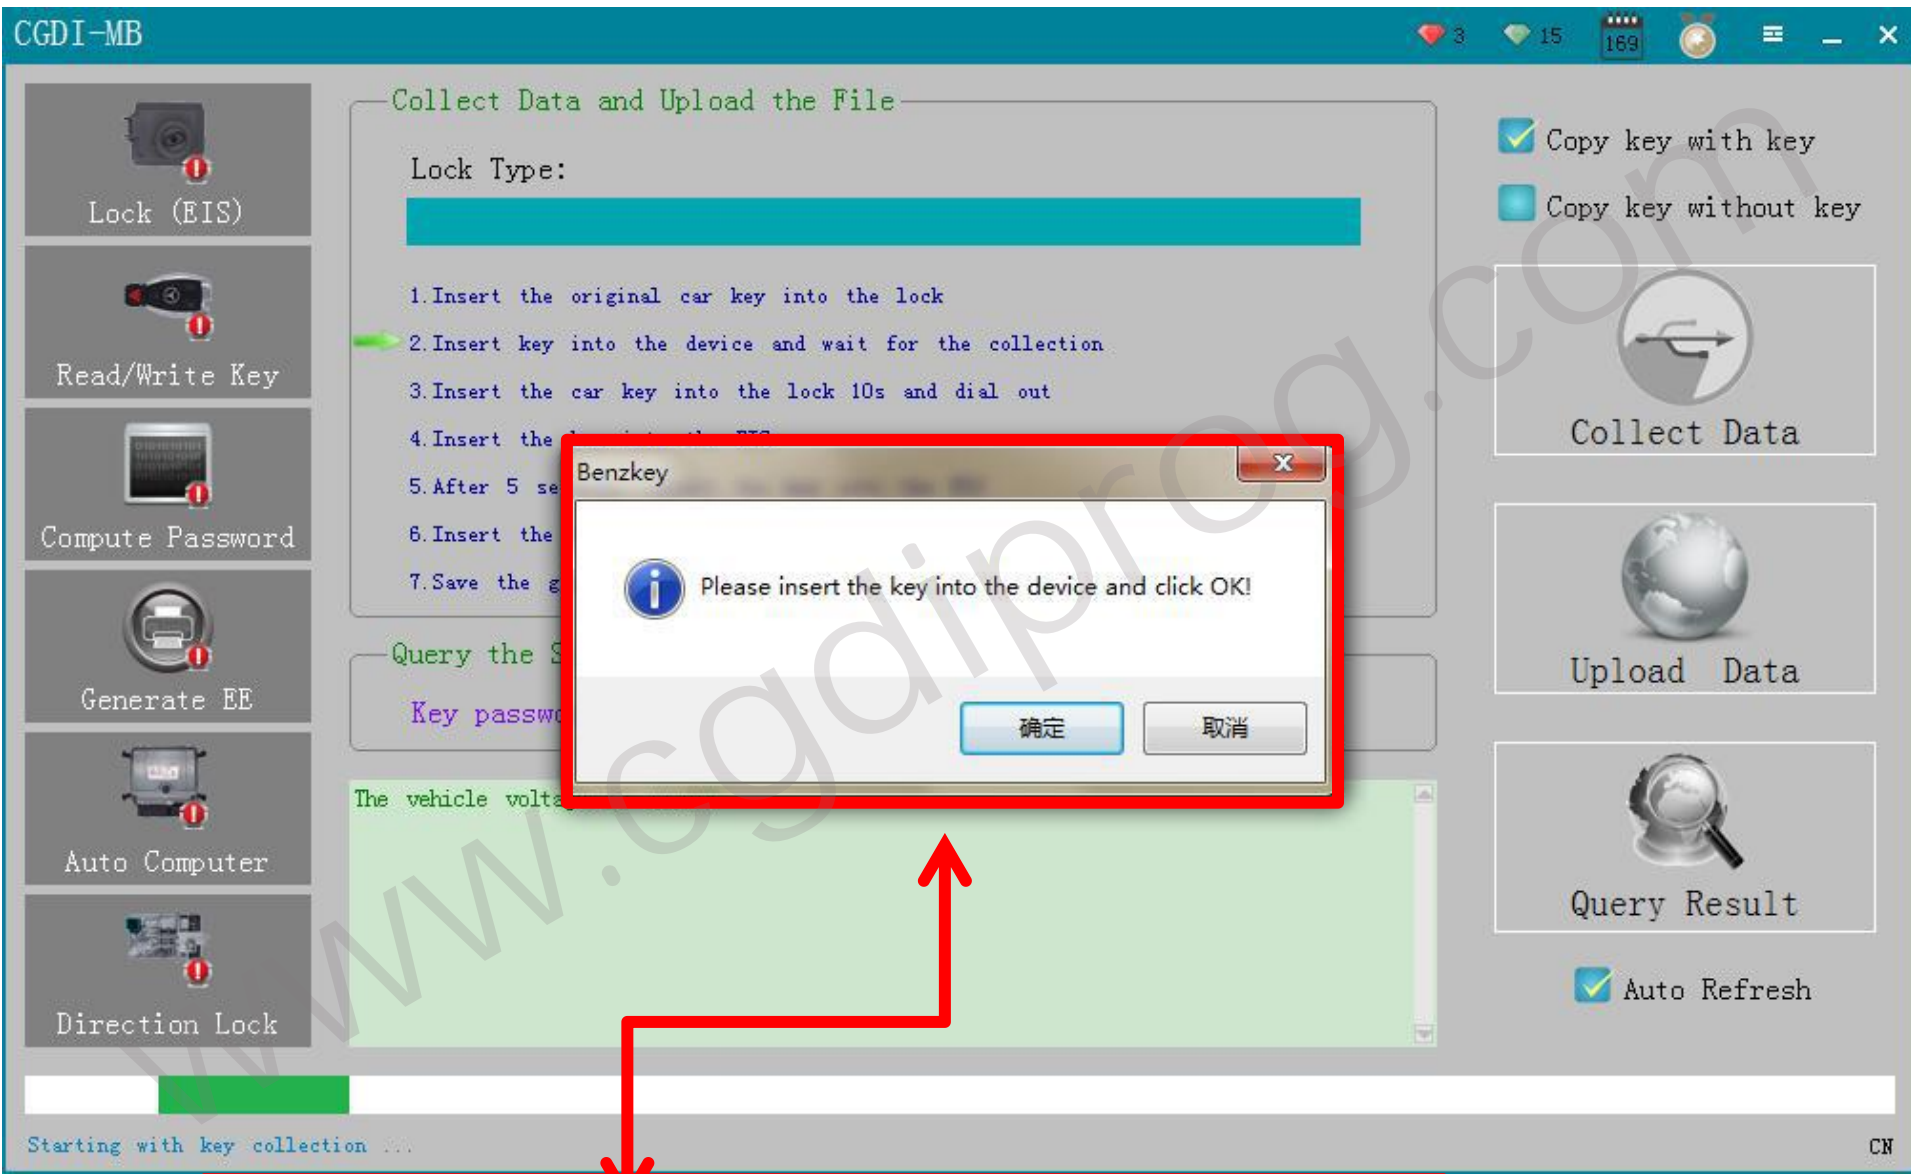 CGDI-MB
3
15
169
Lock (EIS)
Read/Write Key
Compute Password
Generate EE
Auto Computer
Direction Lock
Collect Data and Upload the File
Lock Type:
1.Insert the original car key into the lock
2.Insert key into the device and wait for the collection
3.Insert the car key into the lock 10s and dial out
4.Insert the
5.After 5
6.Insert the
7.Save the
Query the
Key
The vehicle
Benzkey
Please insert the key into the device and click OK!
确定
取消
Copy key with key
Copy key without key
Collect Data
Upload Data
Query Result
Auto Refresh
Starting with key collection ...
CN
www.cgdiprog.com